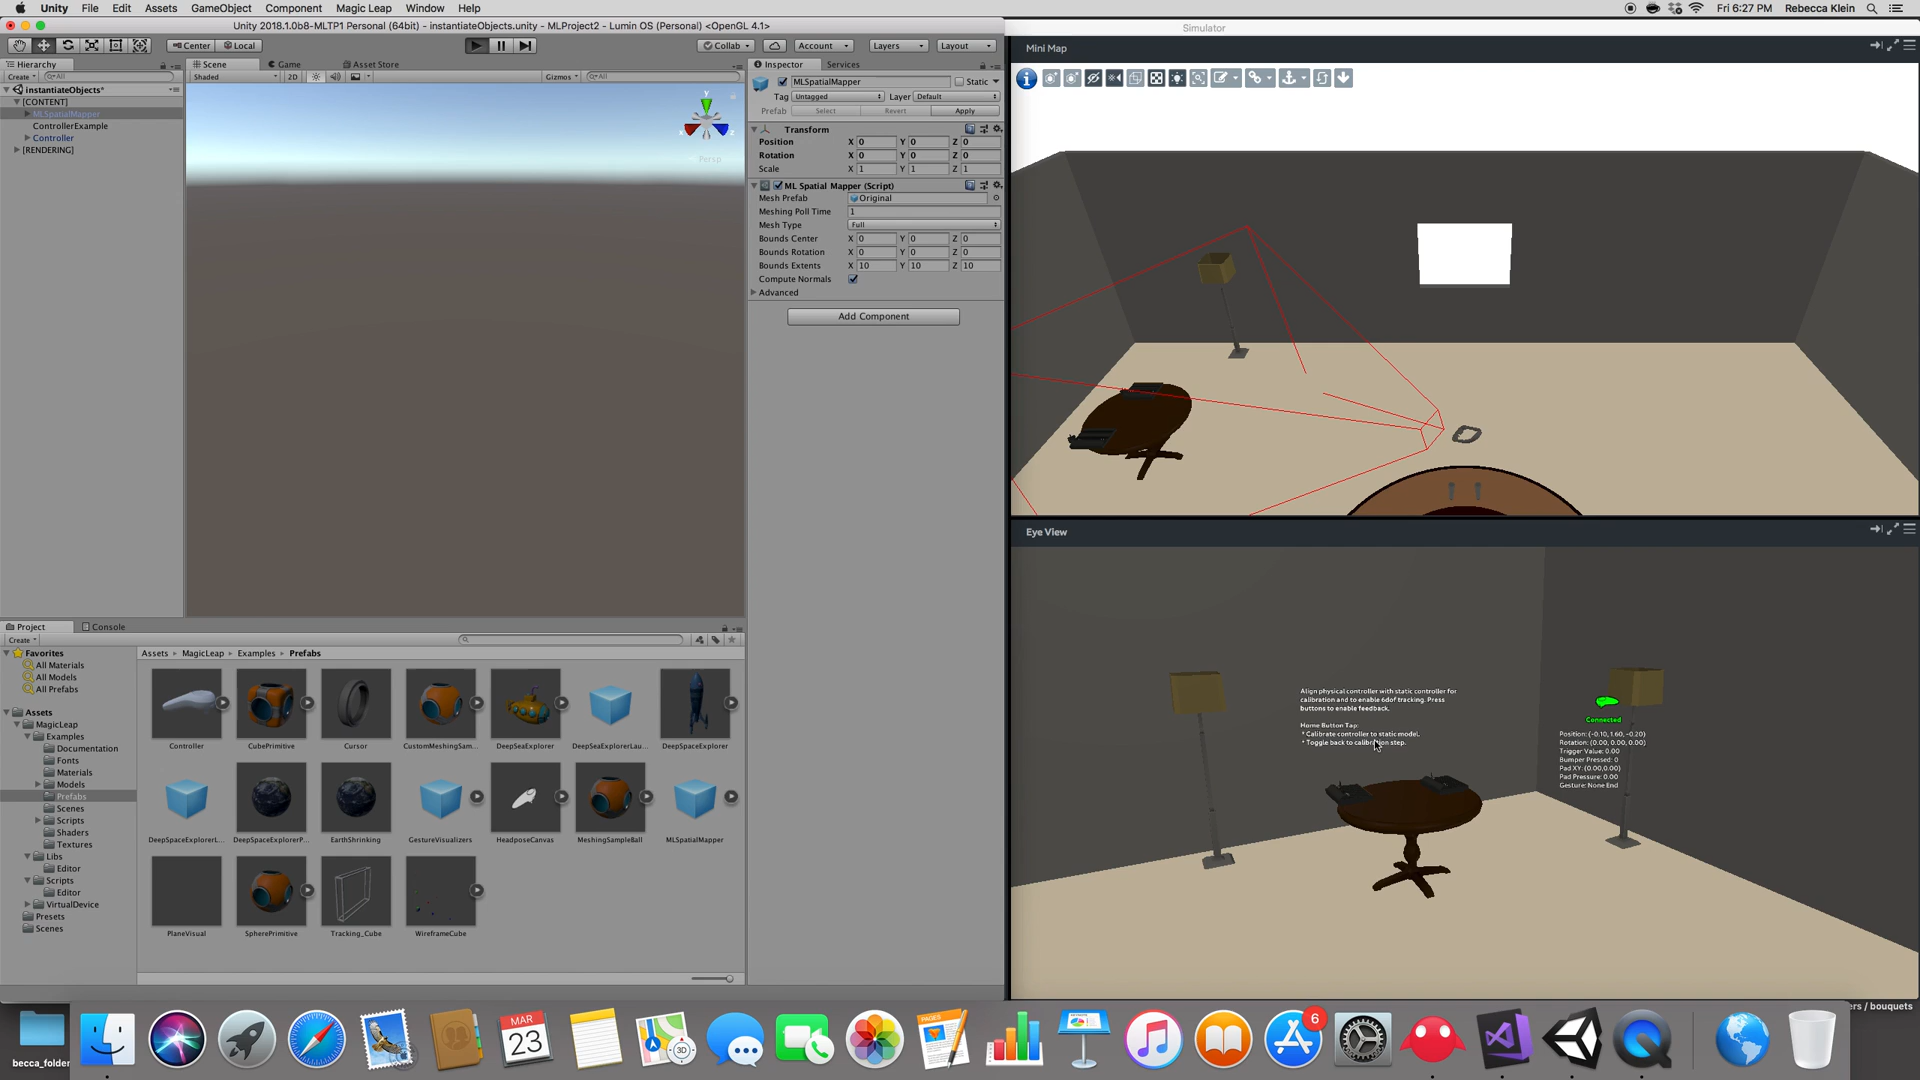 Unity File Edit Assets GameObject Component Magic Leap Window Help
Fri 6:27 PM Rebecca Klein
Unity 2018.1.0b8-MLTP1 Personal (64bit) - instantiateObjects.unity - MLProject2 - Lumin OS (Personal) <OpenGL 4.1>
Simulator
Center Local
Collab Account Layers Layout
Hierarchy
Create All
instantiateObjects*
[CONTENT]
MLSpatialMapper
ControllerExample
Controller
[RENDERING]
Scene Game Asset Store
Shaded 2D Gizmos All
y
x z
Persp
Inspector Services
MLSpatialMapper Static
Tag Untagged Layer Default
Prefab Select Revert Apply
Transform
Position X 0 Y 0 Z 0
Rotation X 0 Y 0 Z 0
Scale X 1 Y 1 Z 1
ML Spatial Mapper (Script)
Mesh Prefab Original
Meshing Poll Time 1
Mesh Type Full
Bounds Center X 0 Y 0 Z 0
Bounds Rotation X 0 Y 0 Z 0
Bounds Extents X 10 Y 10 Z 10
Compute Normals
Advanced
Add Component
Mini Map
Eye View
Align physical controller with static controller for
calibration and to enable 6dof tracking. Press
buttons to enable feedback.
Home Button Tap:
* Calibrate controller to static model.
* Toggle back to calibration step.
Connected
Position: (-0.10, 1.60, -0.20)
Rotation: (0.00, 0.00, 0.00)
Trigger Value: 0.00
Bumper Pressed: 0
Pad XY: (0.00,0.00)
Pad Pressure: 0.00
Gesture: None End
Project Console
Create
Favorites
All Materials
All Models
All Prefabs
Assets
MagicLeap
Examples
Documentation
Fonts
Materials
Models
Prefabs
Scenes
Scripts
Shaders
Textures
Libs
Editor
Scripts
Editor
VirtualDevice
Presets
Scenes
Assets MagicLeap Examples Prefabs
Controller CubePrimitive Cursor CustomMeshingSam... DeepSeaExplorer DeepSeaExplorerLau... DeepSpaceExplorer
DeepSpaceExplorerL... DeepSpaceExplorerP... EarthShrinking GestureVisualizers HeadposeCanvas MeshingSampleBall MLSpatialMapper
PlaneVisual SpherePrimitive Tracking_Cube WireframeCube
ers / bouquets
MAR
23
3D
PAGES
6
becca_folder